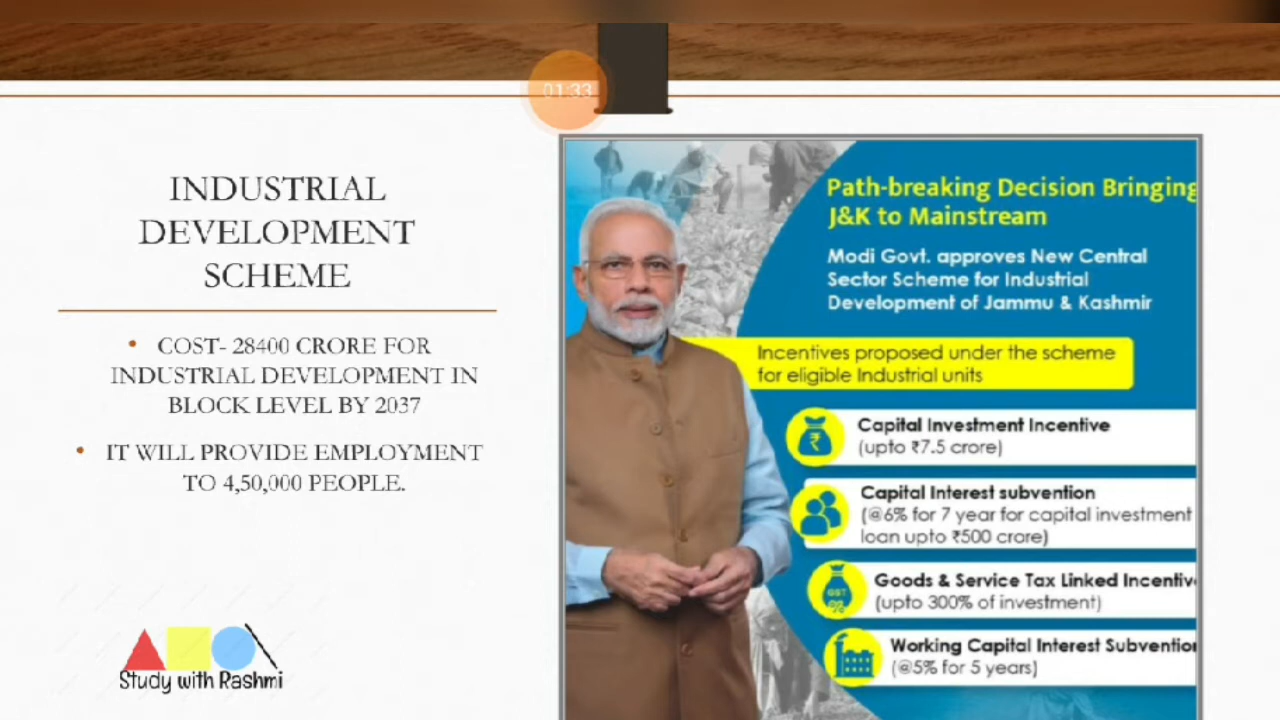 01:33
INDUSTRIAL
DEVELOPMENT
SCHEME
• COST- 28400 CRORE FOR
INDUSTRIAL DEVELOPMENT IN
BLOCK LEVEL BY 2037
• IT WILL PROVIDE EMPLOYMENT
TO 4,50,000 PEOPLE.
Study with Rashmi
Path-breaking Decision Bringing
J&K to Mainstream
Modi Govt. approves New Central
Sector Scheme for Industrial
Development of Jammu & Kashmir
Incentives proposed under the scheme
for eligible Industrial units
₹
Capital Investment Incentive
(upto ₹7.5 crore)
Capital Interest subvention
(@6% for 7 year for capital investment
loan upto ₹500 crore)
GST
%
Goods & Service Tax Linked Incentiv
(upto 300% of investment)
Working Capital Interest Subvention
(@5% for 5 years)